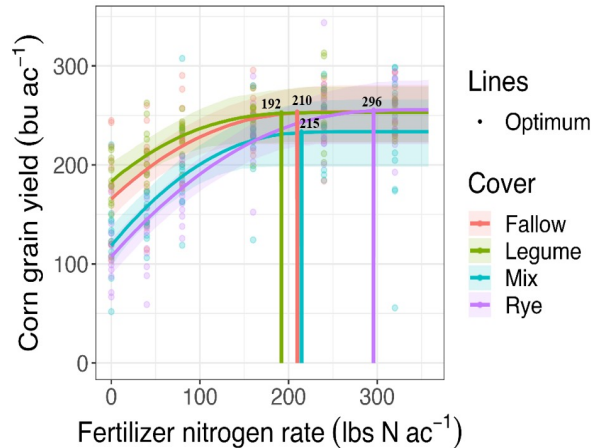 Corn grain yield (bu ac⁻¹)
300
200
100
0
192
210
215
296
0
100
200
300
Fertilizer nitrogen rate (lbs N ac⁻¹)
Lines
Optimum
Cover
Fallow
Legume
Mix
Rye